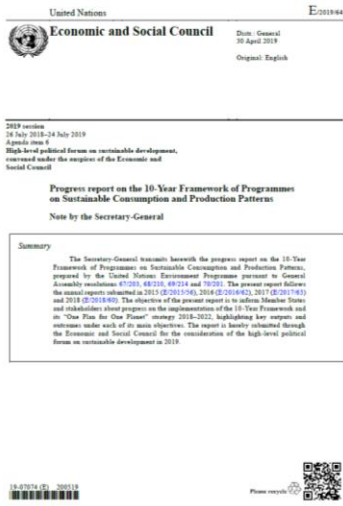 United Nations
E/2019/64
Economic and Social Council
Distr.: General
30 April 2019
Original: English
2019 session
26 July 2018–24 July 2019
Agenda item 6
High-level political forum on sustainable development,
convened under the auspices of the Economic and
Social Council
Progress report on the 10-Year Framework of Programmes
on Sustainable Consumption and Production Patterns
Note by the Secretary-General
Summary
The Secretary-General transmits herewith the progress report on the 10-Year
Framework of Programmes on Sustainable Consumption and Production Patterns,
prepared by the United Nations Environment Programme pursuant to General
Assembly resolutions 67/203, 68/210, 69/214 and 70/201. The present report follows
the annual reports submitted in 2015 (E/2015/56), 2016 (E/2016/62), 2017 (E/2017/63)
and 2018 (E/2018/60). The objective of the present report is to inform Member States
and stakeholders about progress on the implementation of the 10-Year Framework and
its "One Plan for One Planet" strategy 2018–2022, highlighting key outputs and
outcomes under each of its main objectives. The report is hereby submitted through
the Economic and Social Council for the consideration of the high-level political
forum on sustainable development in 2019.
19-07074 (E) 200519
Please recycle